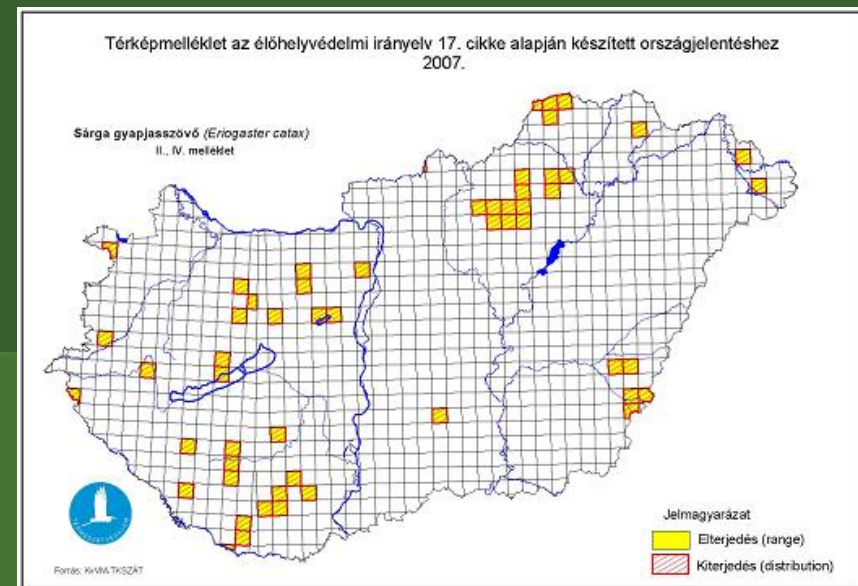 Térképmelléklet az élőhelyvédelmi irányelv 17. cikke alapján készített országjelentéshez
2007.
Sárga gyapjasszövő (Eriogaster catax)
II., IV. melléklet
Jelmagyarázat
Elterjedés (range)
Kiterjedés (distribution)
Forrás: KvVM-TKSZÁT
TERMÉSZETVÉDELEM